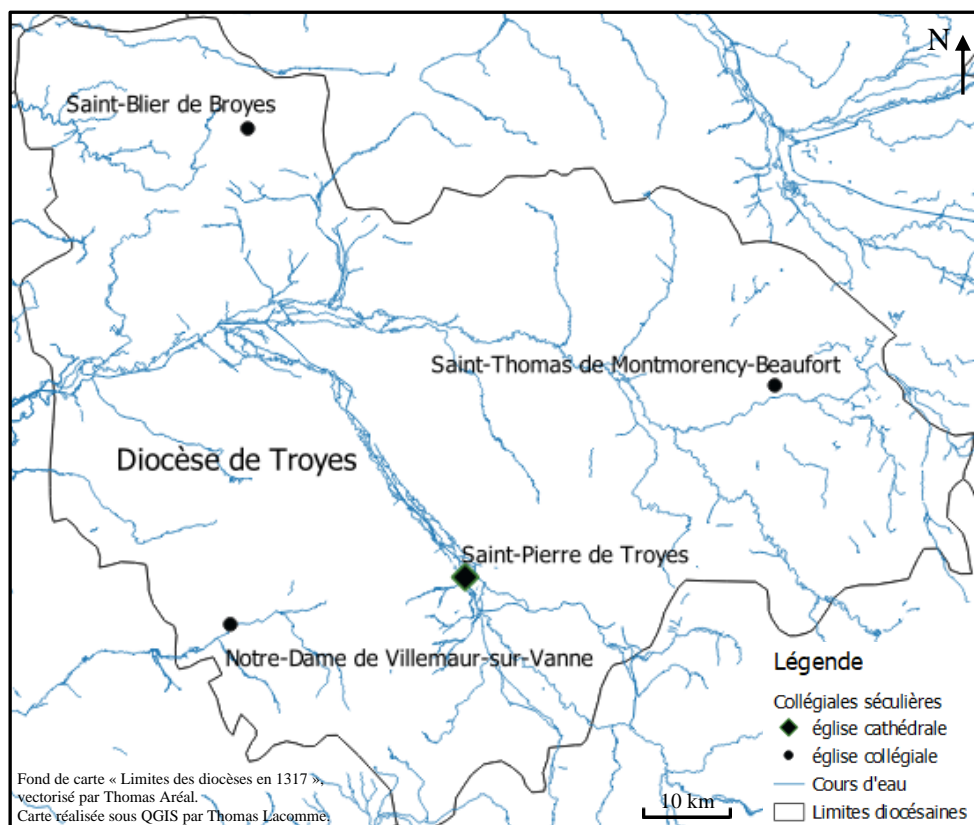 N
Saint-Blier de Broyes
Saint-Thomas de Montmorency-Beaufort
Diocèse de Troyes
Saint-Pierre de Troyes
Notre-Dame de Villemaur-sur-Vanne
Légende
Collégiales séculières
église cathédrale
église collégiale
Cours d'eau
Limites diocésaines
10 km
Fond de carte « Limites des diocèses en 1317 »,
vectorisé par Thomas Aréal.
Carte réalisée sous QGIS par Thomas Lacomme.